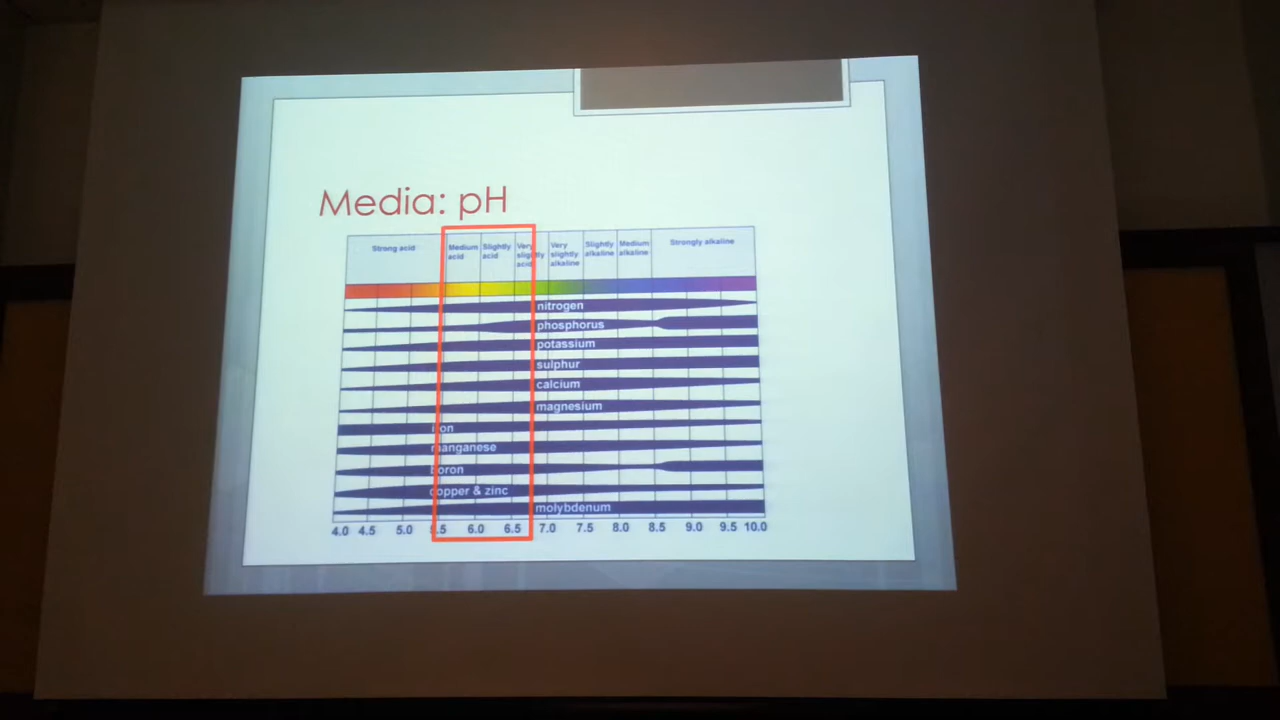 Media: pH
Strong acid
Medium acid
Slightly acid
Very slightly acid
Very slightly alkaline
Slightly alkaline
Medium alkaline
Strongly alkaline
nitrogen
phosphorus
potassium
sulphur
calcium
magnesium
iron
manganese
boron
copper & zinc
molybdenum
4.0 4.5 5.0 5.5 6.0 6.5 7.0 7.5 8.0 8.5 9.0 9.5 10.0